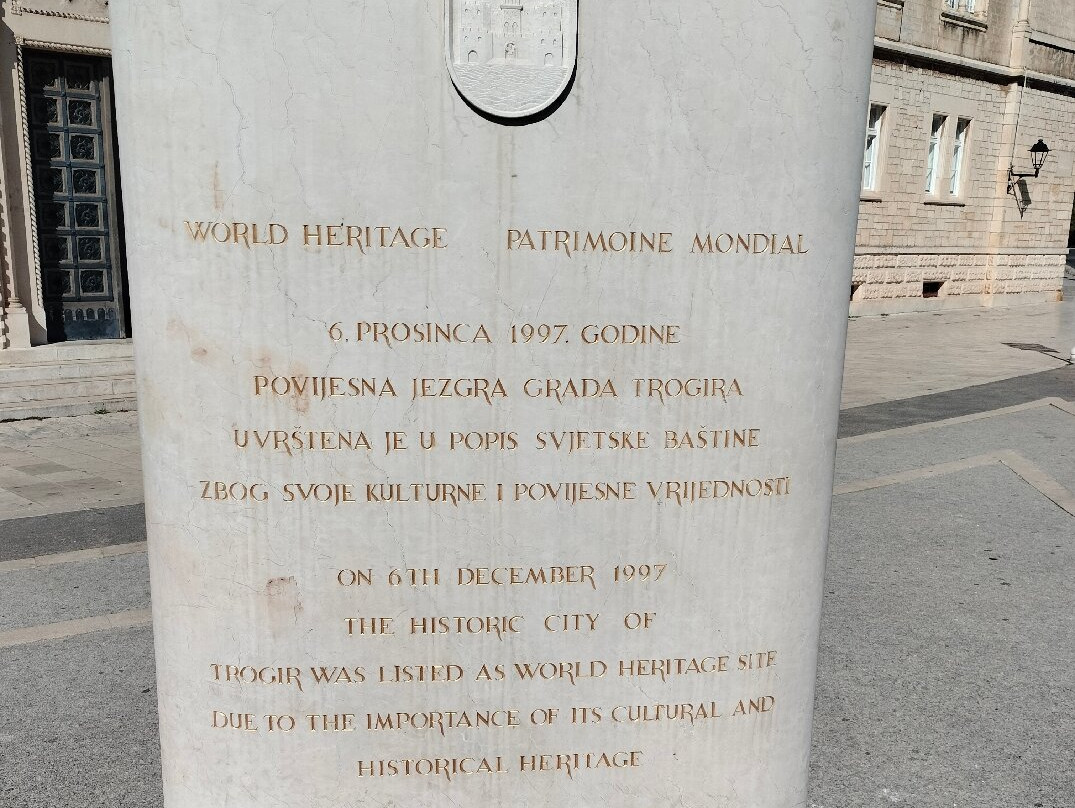 WORLD HERITAGE PATRIMOINE MONDIAL
6. PROSINCA 1997. GODINE
POVIJESNA JEZGRA GRADA TROGIRA
UVRŠTENA JE U POPIS SVJETSKE BAŠTINE
ZBOG SVOJE KULTURNE I POVIJESNE VRIJEDNOSTI
ON 6TH DECEMBER 1997
THE HISTORIC CITY OF
TROGIR WAS LISTED AS WORLD HERITAGE SITE
DUE TO THE IMPORTANCE OF ITS CULTURAL AND
HISTORICAL HERITAGE